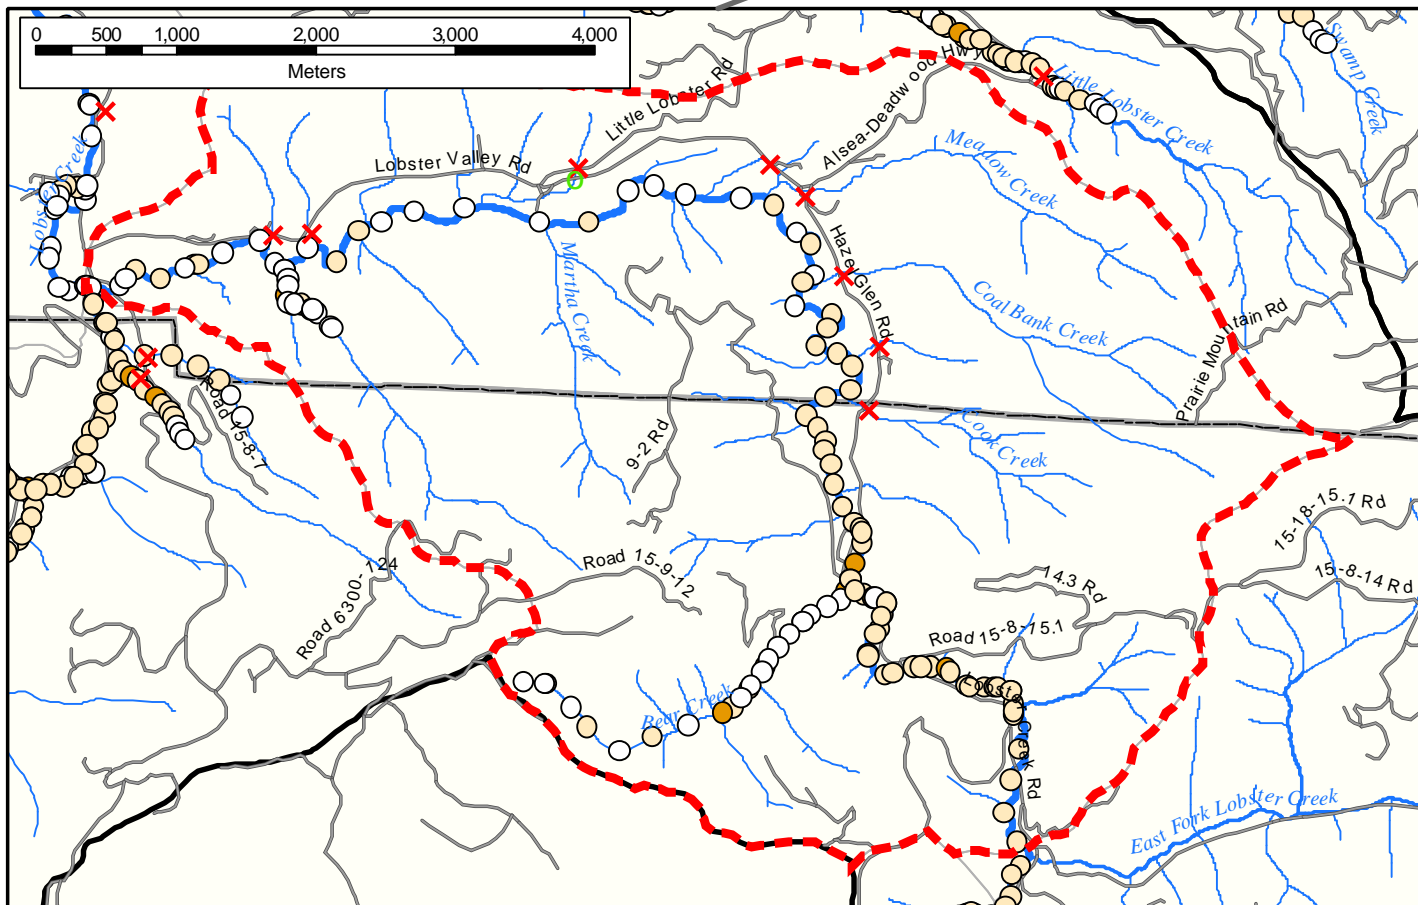 0 500 1,000 2,000 3,000 4,000
Meters
Swamp Creek
Little Lobster Creek
Alsea-Deadwood Hwy
Little Lobster Rd
Lobster Valley Rd
Meadow Creek
Lobster Creek
Martha Creek
Hazel Glen Rd
Coal Bank Creek
Prairie Mountain Rd
Road 15-8-7
9-2 Rd
Cook Creek
15-18-15.1 Rd
15-8-14 Rd
Road 15-9-12
Road 6300-124
14.3 Rd
Road 15-8-15.1
Lobster Creek Rd
Bear Creek
East Fork Lobster Creek